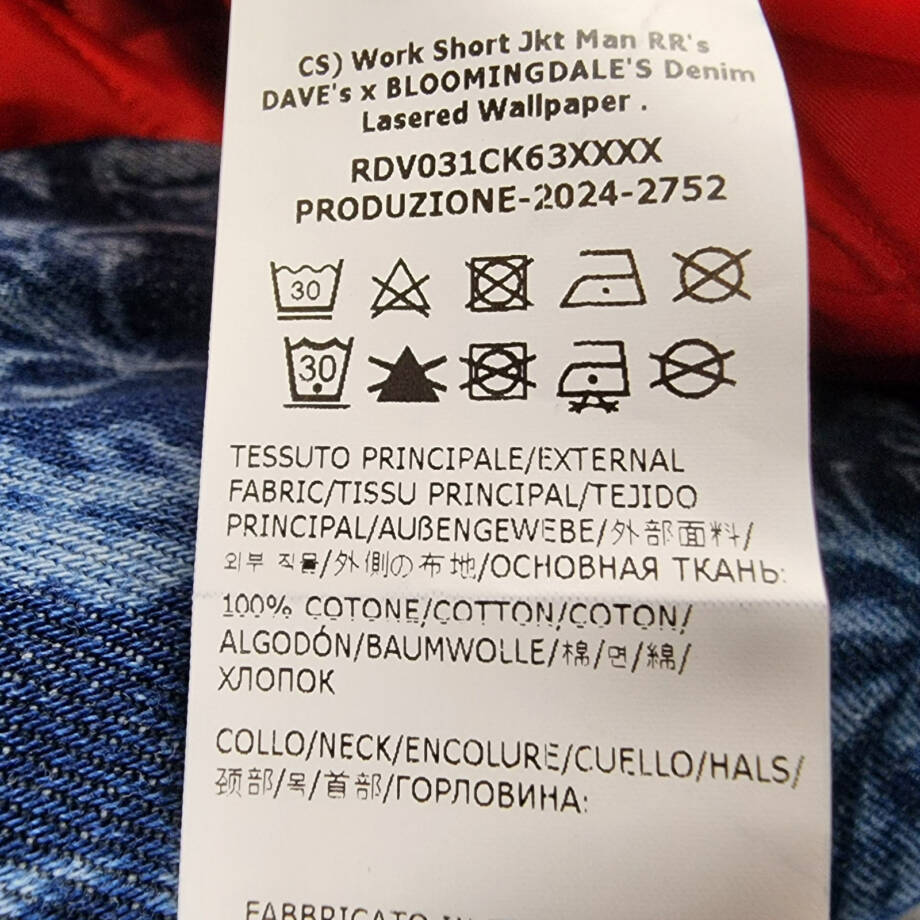 CS) Work Short Jkt Man RR's
DAVE's x BLOOMINGDALE'S Denim
Lasered Wallpaper .
RDV031CK63XXXX
PRODUZIONE-2024-2752
30
30
TESSUTO PRINCIPALE/EXTERNAL
FABRIC/TISSU PRINCIPAL/TEJIDO
PRINCIPAL/AUßENGEWEBE/外部面料/
외부 직물/外側の布地/ОСНОВНАЯ ТКАНЬ:
100% COTONE/COTTON/COTON/
ALGODÓN/BAUMWOLLE/棉/면/綿/
ХЛОПОК
COLLO/NECK/ENCOLURE/CUELLO/HALS/
颈部/목/首部/ГОРЛОВИНА:
FABBRICATO